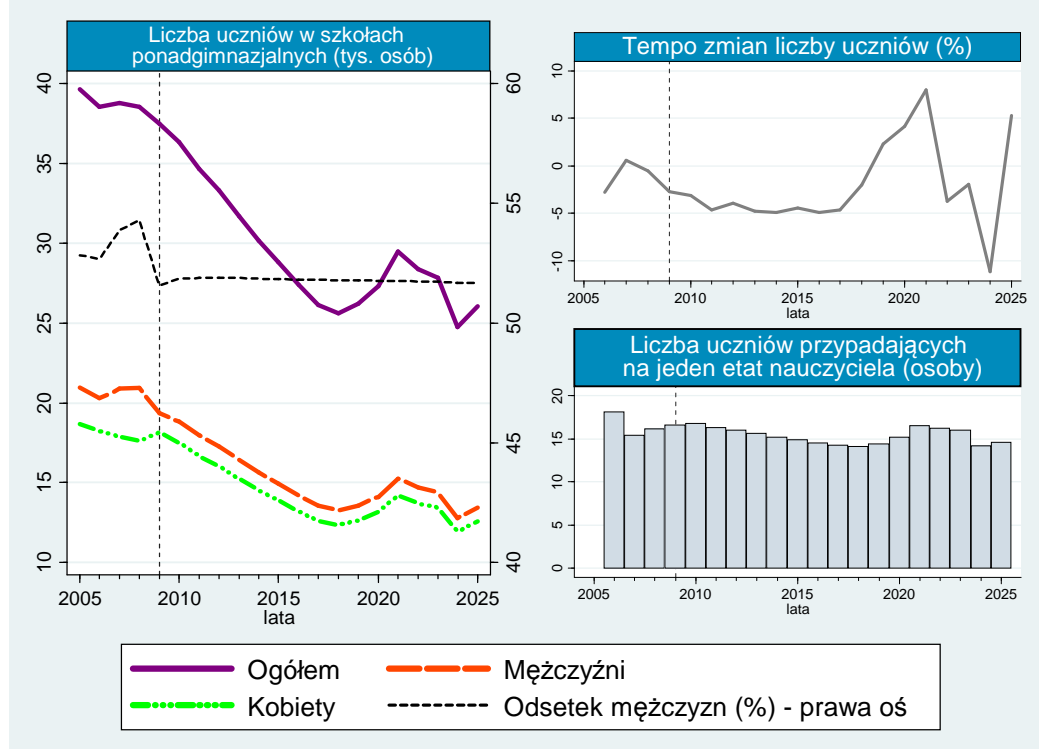 Liczba uczniów w szkołach
ponadgimnazjalnych (tys. osób)
40
35
30
25
20
15
10
60
55
50
45
40
2005 2010 2015 2020 2025
lata
Tempo zmian liczby uczniów (%)
10
5
0
-5
-10
2005 2010 2015 2020 2025
lata
Liczba uczniów przypadających
na jeden etat nauczyciela (osoby)
20
15
10
5
0
2005 2010 2015 2020 2025
lata
Ogółem Mężczyźni
Kobiety Odsetek mężczyzn (%) - prawa oś